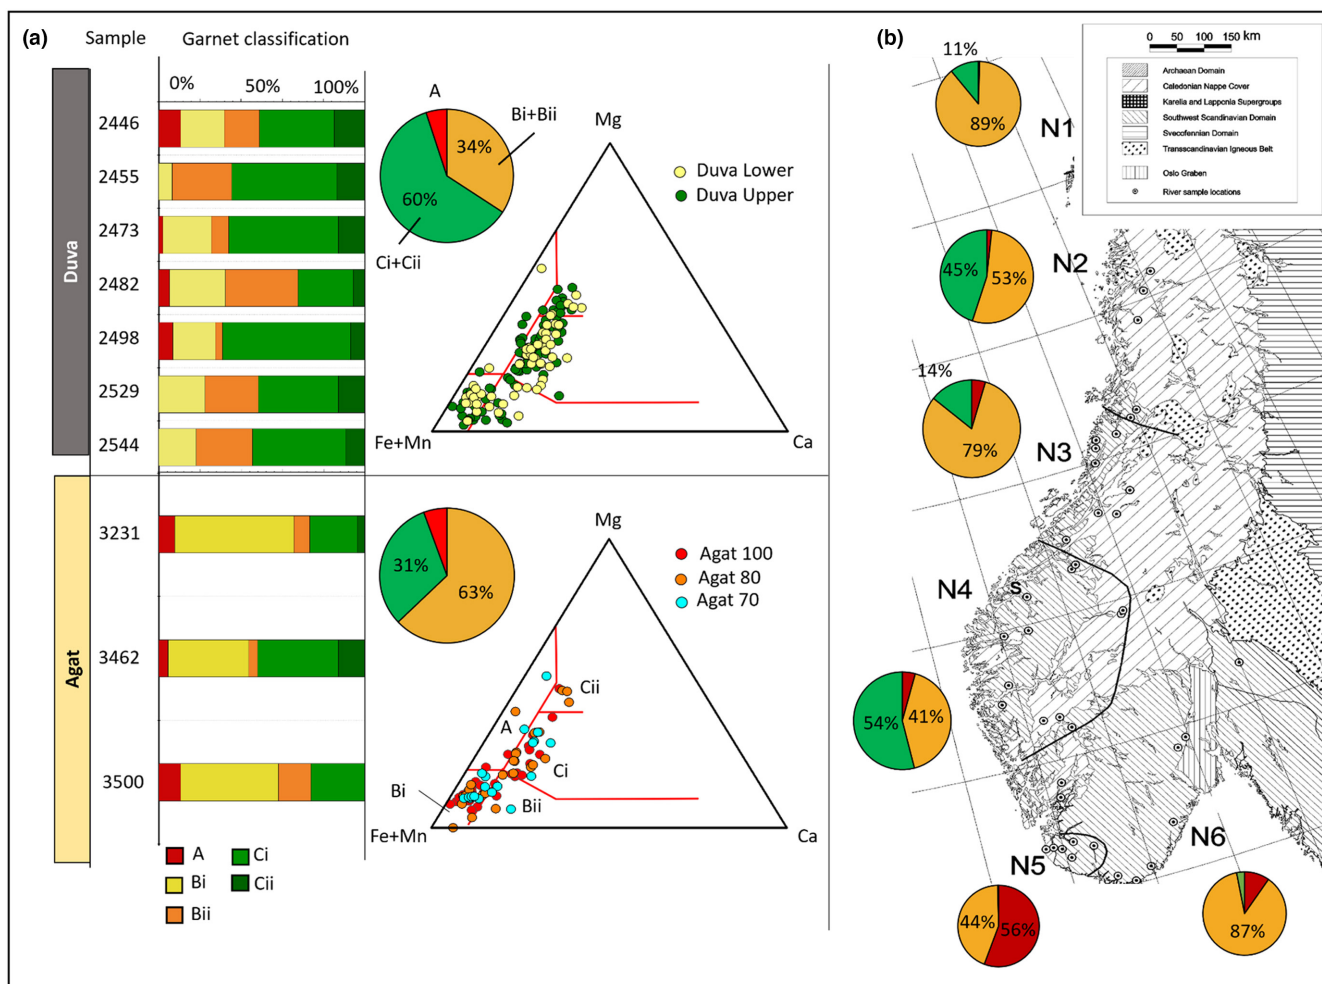 (a)
Sample
Garnet classification
0%
50%
100%
Duva
2446
2455
2473
2482
2498
2529
2544
A
Bi+Bii
34%
60%
Ci+Cii
Mg
Duva Lower
Duva Upper
Fe+Mn
Ca
Agat
3231
3462
3500
31%
63%
Mg
Agat 100
Agat 80
Agat 70
Cii
A
Ci
Bi
Bii
Fe+Mn
Ca
A
Ci
Bi
Cii
Bii
(b)
0 50 100 150 km
Archaean Domain
Caledonian Nappe Cover
Karelia and Lapponia Supergroups
Southwest Scandinavian Domain
Svecofennian Domain
Transscandinavian Igneous Belt
Oslo Graben
River sample locations
11%
89%
N1
45%
53%
N2
14%
79%
N3
N4
S
54%
41%
N5
44%
56%
N6
87%